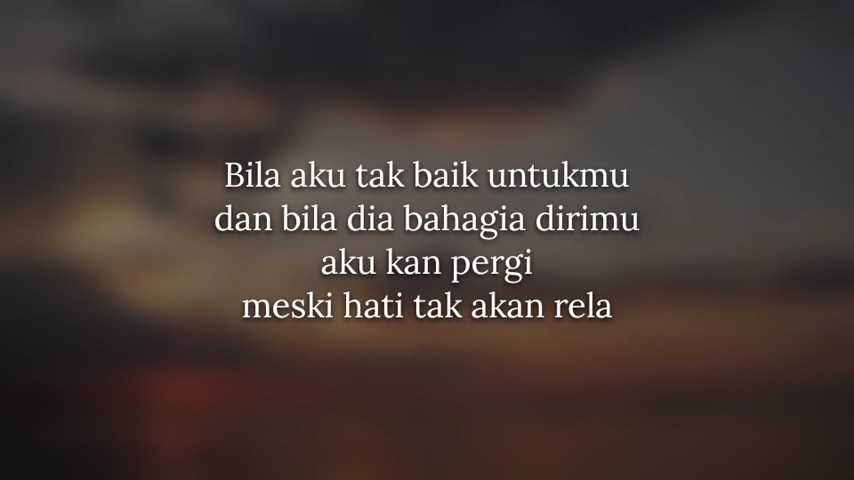 Bila aku tak baik untukmu
dan bila dia bahagia dirimu
aku kan pergi
meski hati tak akan rela